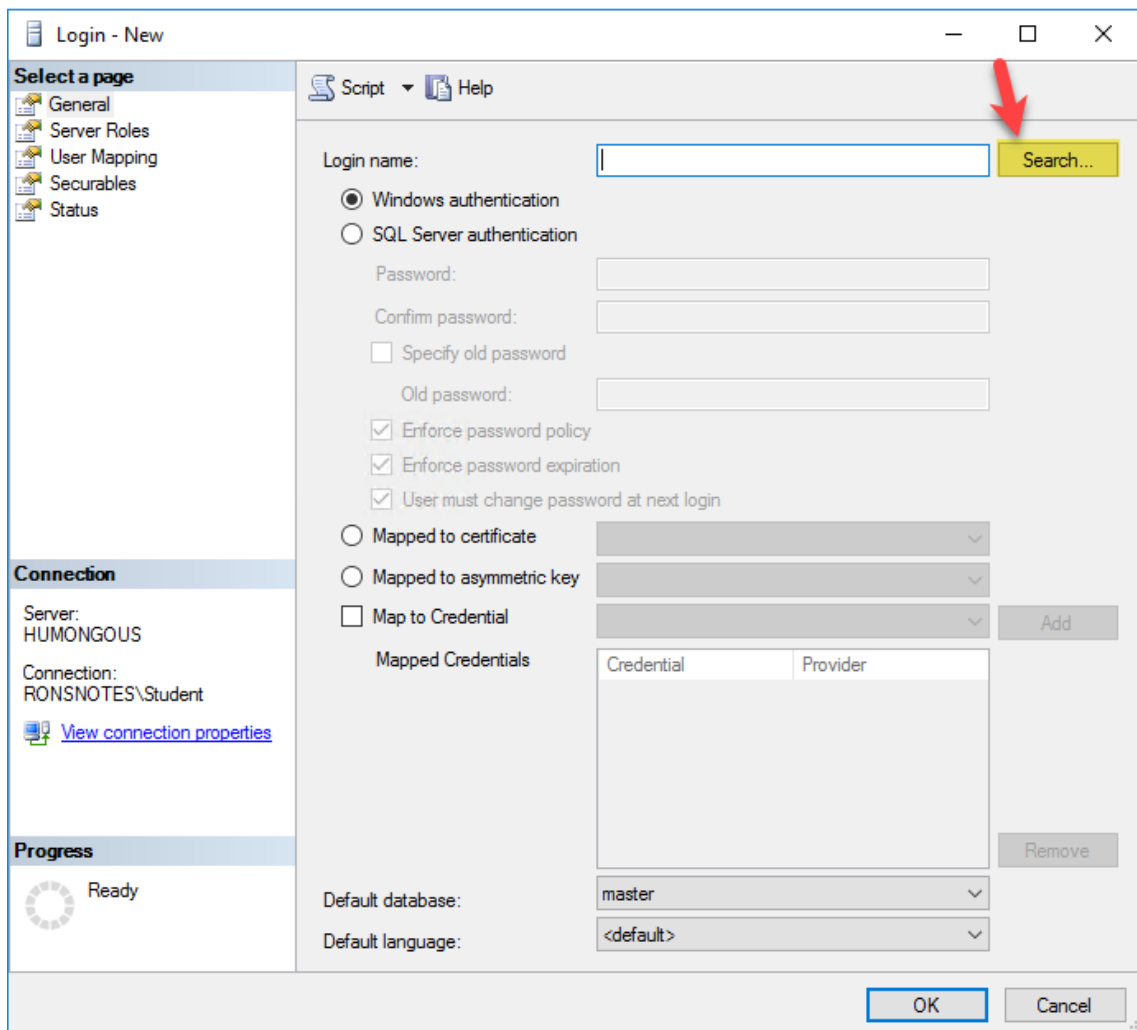 Login - New
Select a page
General
Server Roles
User Mapping
Securables
Status
Connection
Server:
HUMONGOUS
Connection:
RONSNOTES\Student
View connection properties
Progress
Ready
Script Help
Login name: Search...
Windows authentication
SQL Server authentication
Password:
Confirm password:
Specify old password
Old password:
Enforce password policy
Enforce password expiration
User must change password at next login
Mapped to certificate
Mapped to asymmetric key
Map to Credential Add
Mapped Credentials Credential Provider
Remove
Default database: master
Default language: <default>
OK Cancel